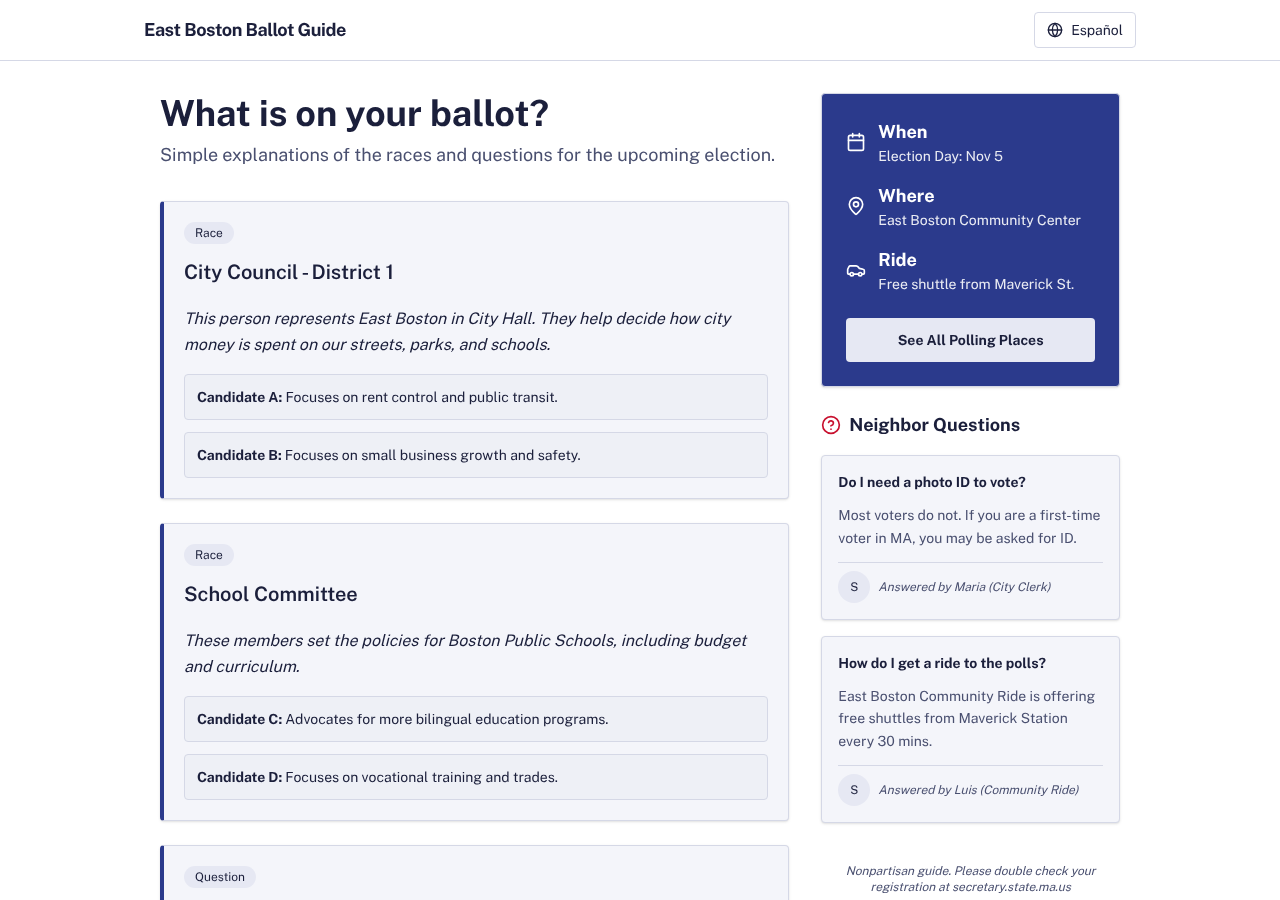 East Boston Ballot Guide
Español
What is on your ballot?
Simple explanations of the races and questions for the upcoming election.
Race
City Council - District 1
This person represents East Boston in City Hall. They help decide how city
money is spent on our streets, parks, and schools.
Candidate A: Focuses on rent control and public transit.
Candidate B: Focuses on small business growth and safety.
Race
School Committee
These members set the policies for Boston Public Schools, including budget
and curriculum.
Candidate C: Advocates for more bilingual education programs.
Candidate D: Focuses on vocational training and trades.
Question
When
Election Day: Nov 5
Where
East Boston Community Center
Ride
Free shuttle from Maverick St.
See All Polling Places
Neighbor Questions
Do I need a photo ID to vote?
Most voters do not. If you are a first-time
voter in MA, you may be asked for ID.
S
Answered by Maria (City Clerk)
How do I get a ride to the polls?
East Boston Community Ride is offering
free shuttles from Maverick Station
every 30 mins.
S
Answered by Luis (Community Ride)
Nonpartisan guide. Please double check your
registration at secretary.state.ma.us